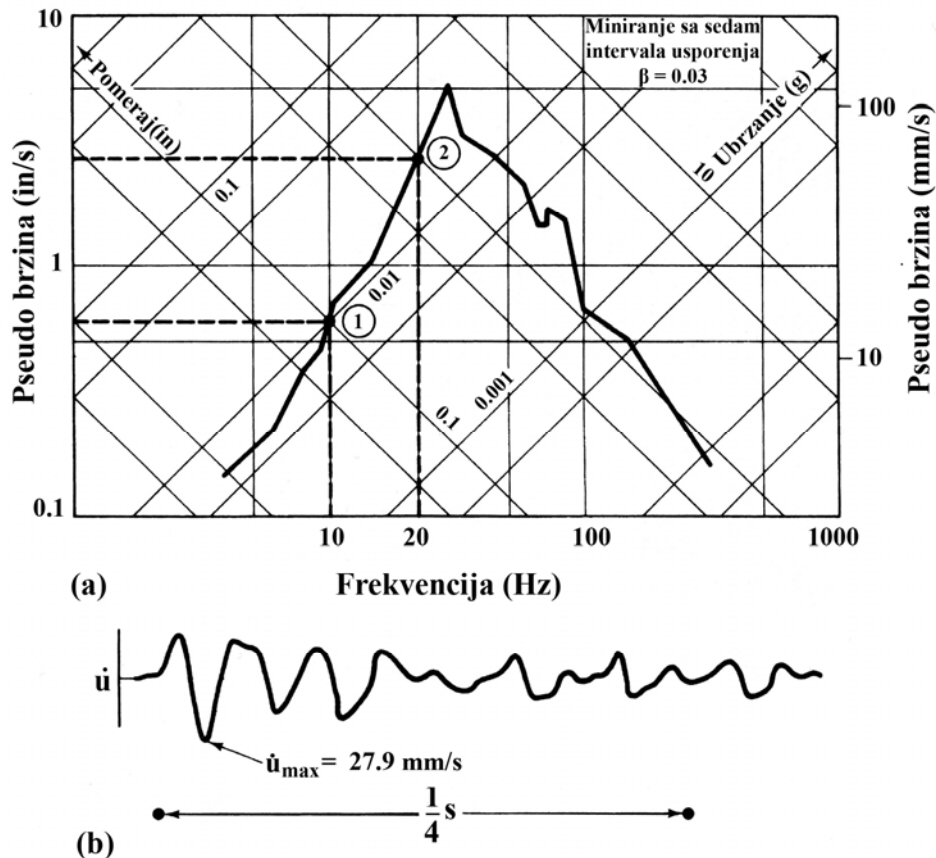 10
1
0.1
Pseudo brzina (in/s)
Pomeraj(in)
0.1
Miniranje sa sedam
intervala usporenja
β = 0.03
10 Ubrzanje (g)
2
0.01
1
0.1 0.001
100
10
Pseudo brzina (mm/s)
10 20 100 1000
(a) Frekvencija (Hz)
u̇
u̇max = 27.9 mm/s
1
4 s
(b)